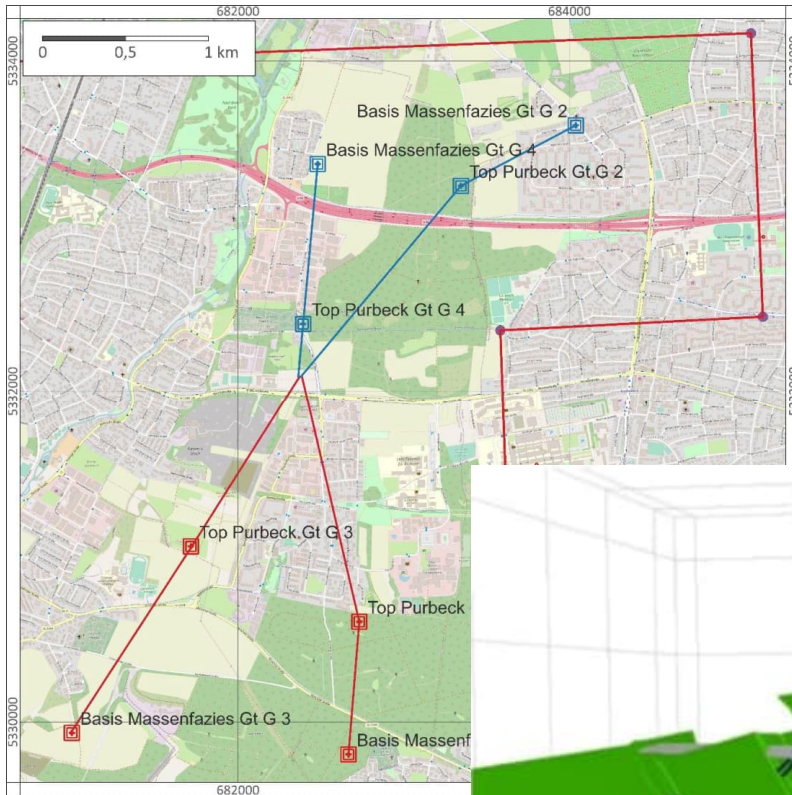 682000
684000
5334000
5334000
0
0,5
1 km
Basis Massenfazies Gt G 2
Basis Massenfazies Gt G 4
Top Purbeck Gt G 2
Top Purbeck Gt G 4
5332000
5332000
Top Purbeck Gt G 3
Top Purbeck
Basis Massenfazies Gt G 3
Basis Massenf
5330000
682000